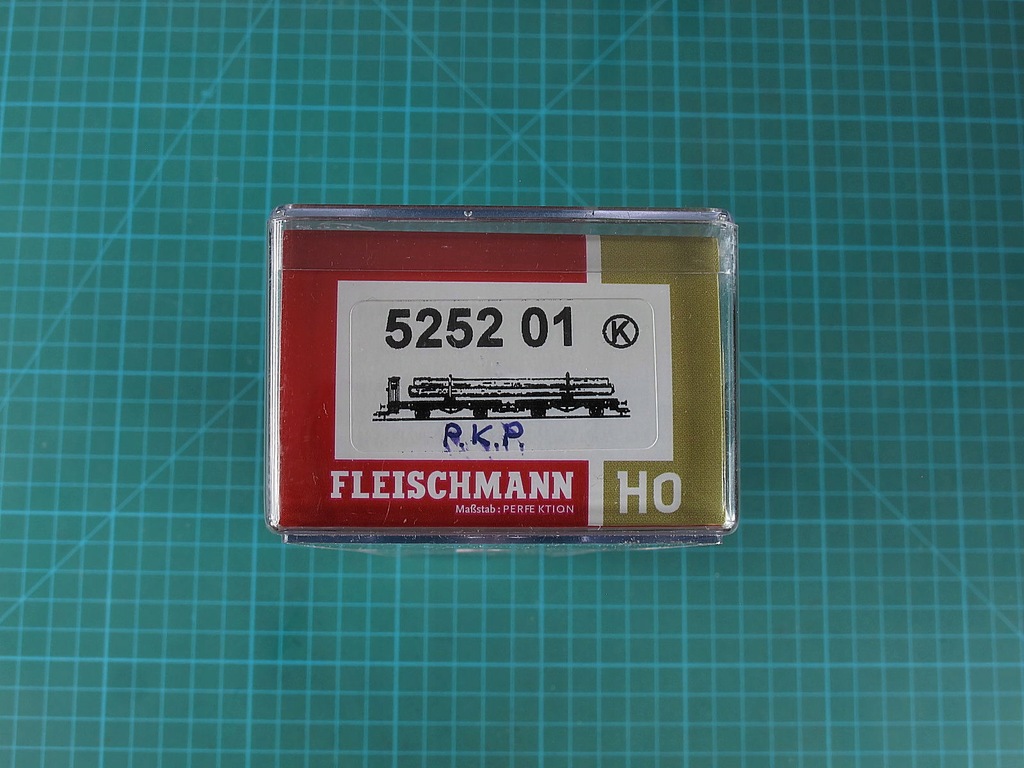 5252 01 K
R.K.P.
FLEISCHMANN HO
Maßstab: PERFEKTION